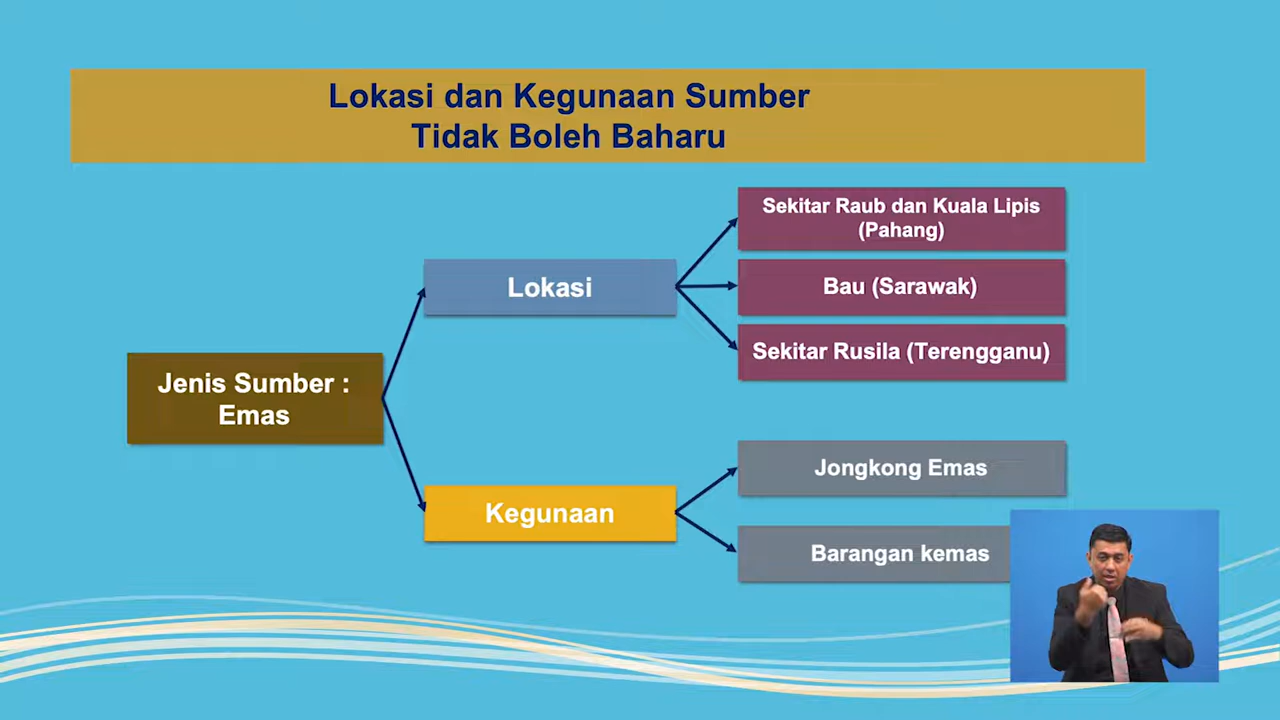 Lokasi dan Kegunaan Sumber
Tidak Boleh Baharu
Sekitar Raub dan Kuala Lipis
(Pahang)
Lokasi
Bau (Sarawak)
Sekitar Rusila (Terengganu)
Jenis Sumber :
Emas
Jongkong Emas
Kegunaan
Barangan kemas